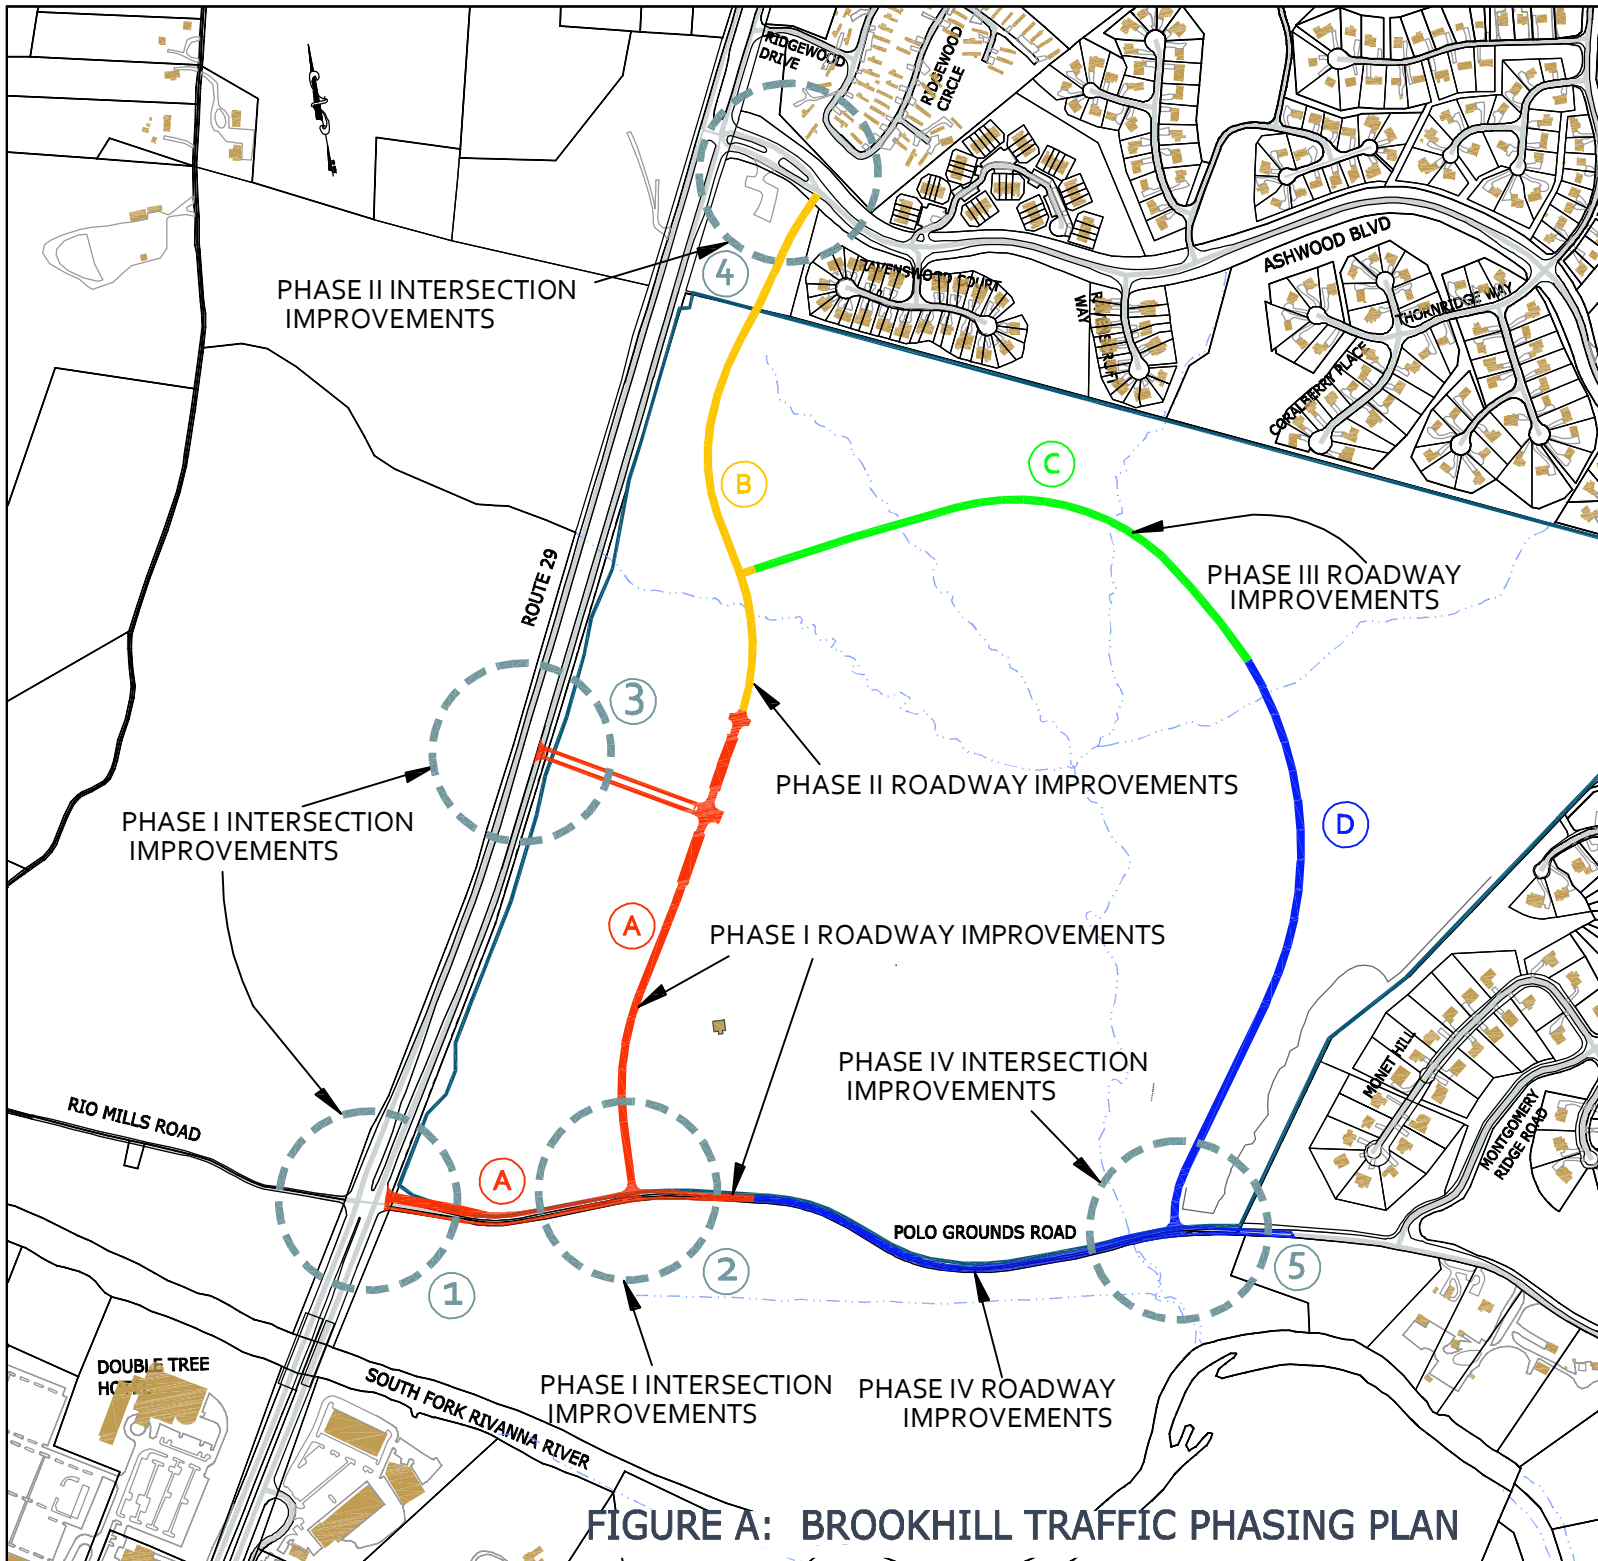 RIDGEWOOD
DRIVE
RIDGEWOOD
CIRCLE
4
PHASE II INTERSECTION
IMPROVEMENTS
ASHWOOD BLVD
RAVENSWOOD COURT
WAY
THORNRIDGE WAY
CORALBERRY PLACE
B
C
ROUTE 29
PHASE III ROADWAY
IMPROVEMENTS
3
PHASE II ROADWAY IMPROVEMENTS
PHASE I INTERSECTION
IMPROVEMENTS
D
A
PHASE I ROADWAY IMPROVEMENTS
PHASE IV INTERSECTION
IMPROVEMENTS
MONET HILL
MONTGOMERY
RIDGE ROAD
RIO MILLS ROAD
A
POLO GROUNDS ROAD
1
2
5
DOUBLE TREE
SOUTH FORK RIVANNA RIVER
PHASE I INTERSECTION
IMPROVEMENTS
PHASE IV ROADWAY
IMPROVEMENTS
FIGURE A: BROOKHILL TRAFFIC PHASING PLAN